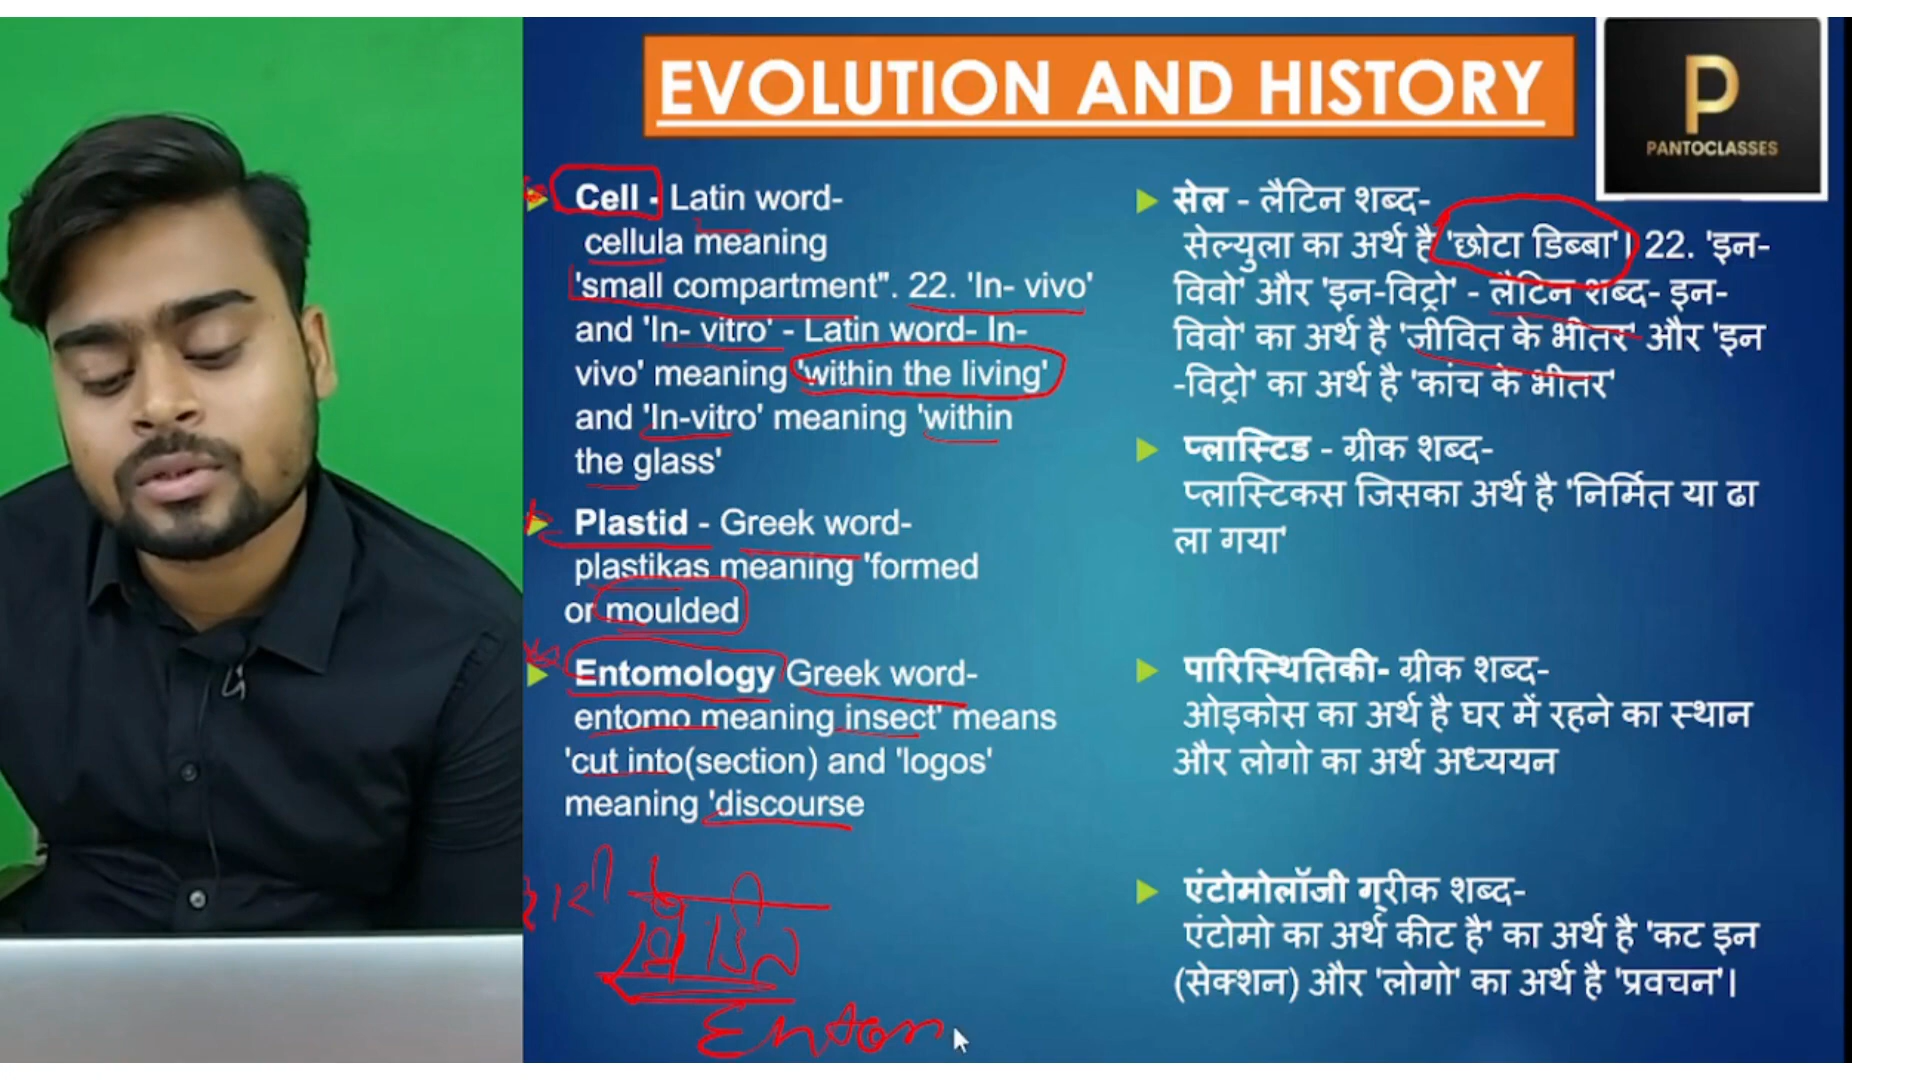 EVOLUTION AND HISTORY
P
PANTOCLASSES
Cell - Latin word-
cellula meaning
'small compartment". 22. 'In- vivo'
and 'In- vitro' - Latin word- In-
vivo' meaning 'within the living'
and 'In-vitro' meaning 'within
the glass'
Plastid - Greek word-
plastikas meaning 'formed
or moulded
Entomology Greek word-
entomo meaning insect' means
'cut into(section) and 'logos'
meaning 'discourse
Entom
सेल - लैटिन शब्द-
सेल्युला का अर्थ है 'छोटा डिब्बा'। 22. 'इन-
विवो' और 'इन-विट्रो' - लैटिन शब्द- इन-
विवो' का अर्थ है 'जीवित के भीतर' और 'इन
-विट्रो' का अर्थ है 'कांच के भीतर'
प्लास्टिड - ग्रीक शब्द-
प्लास्टिकस जिसका अर्थ है 'निर्मित या ढा
ला गया'
पारिस्थितिकी- ग्रीक शब्द-
ओइकोस का अर्थ है घर में रहने का स्थान
और लोगो का अर्थ अध्ययन
एंटोमोलॉजी ग्रीक शब्द-
एंटोमो का अर्थ कीट है' का अर्थ है 'कट इन
(सेक्शन) और 'लोगो' का अर्थ है 'प्रवचन'।